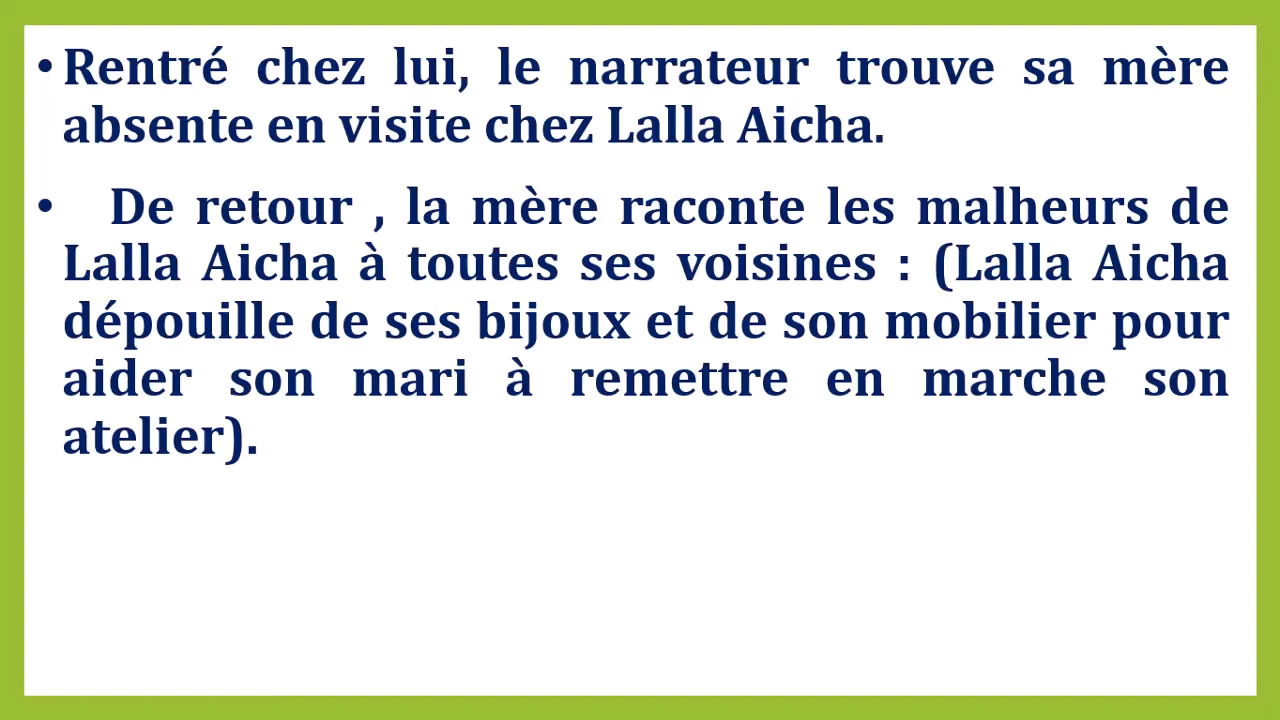 • Rentré chez lui, le narrateur trouve sa mère
absente en visite chez Lalla Aicha.
• De retour , la mère raconte les malheurs de
Lalla Aicha à toutes ses voisines : (Lalla Aicha
dépouille de ses bijoux et de son mobilier pour
aider son mari à remettre en marche son
atelier).